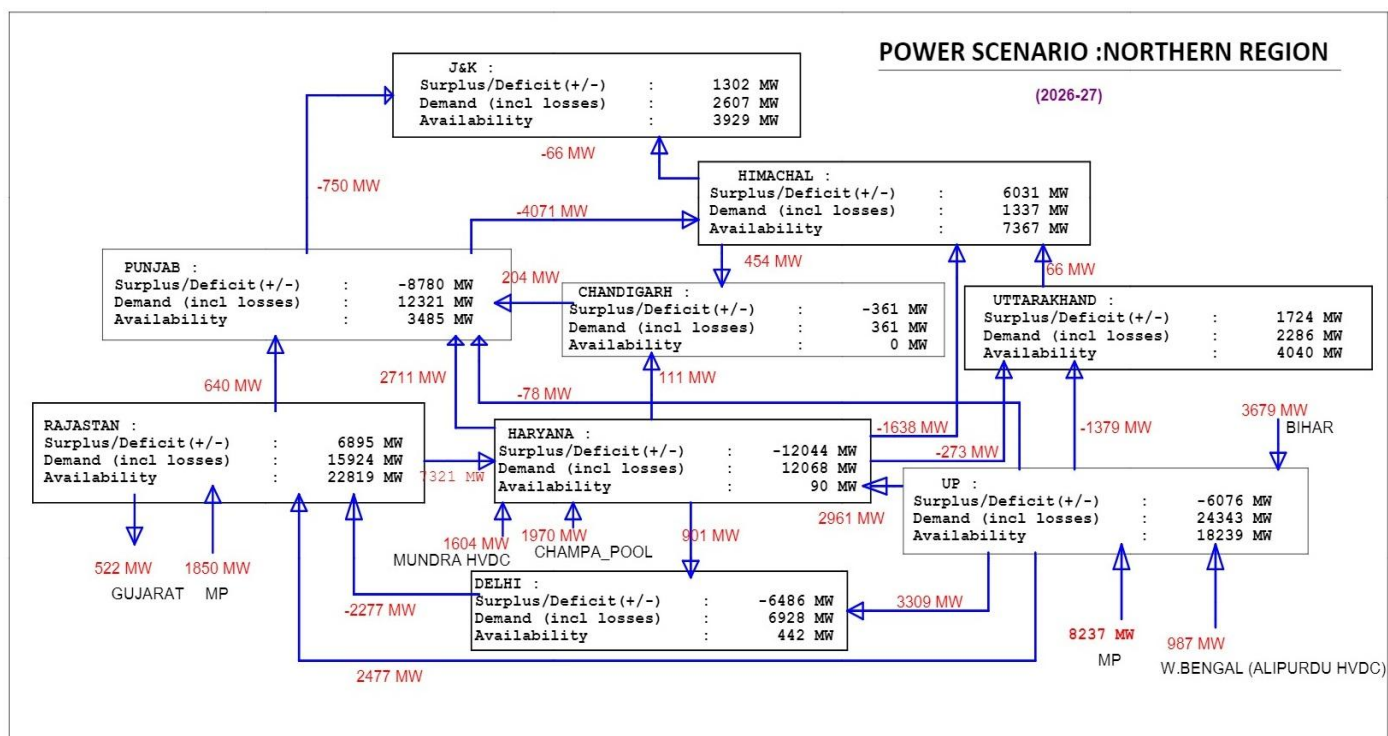 POWER SCENARIO :NORTHERN REGION
(2026-27)
J&K :
Surplus/Deficit(+/-) : 1302 MW
Demand (incl losses) : 2607 MW
Availability : 3929 MW
-66 MW
-750 MW
HIMACHAL :
Surplus/Deficit(+/-) : 6031 MW
Demand (incl losses) : 1337 MW
Availability : 7367 MW
-4071 MW
PUNJAB :
Surplus/Deficit(+/-) : -8780 MW
Demand (incl losses) : 12321 MW
Availability : 3485 MW
204 MW
454 MW
66 MW
CHANDIGARH :
Surplus/Deficit(+/-) : -361 MW
Demand (incl losses) : 361 MW
Availability : 0 MW
UTTARAKHAND :
Surplus/Deficit(+/-) : 1724 MW
Demand (incl losses) : 2286 MW
Availability : 4040 MW
640 MW
2711 MW
-78 MW
111 MW
-1638 MW
-273 MW
-1379 MW
3679 MW
BIHAR
RAJASTAN :
Surplus/Deficit(+/-) : 6895 MW
Demand (incl losses) : 15924 MW
Availability : 22819 MW
7321 MW
HARYANA :
Surplus/Deficit(+/-) : -12044 MW
Demand (incl losses) : 12068 MW
Availability : 90 MW
2961 MW
UP :
Surplus/Deficit(+/-) : -6076 MW
Demand (incl losses) : 24343 MW
Availability : 18239 MW
522 MW
GUJARAT
1850 MW
MP
1604 MW
MUNDRA HVDC
1970 MW
CHAMPA_POOL
901 MW
DELHI :
Surplus/Deficit(+/-) : -6486 MW
Demand (incl losses) : 6928 MW
Availability : 442 MW
-2277 MW
3309 MW
2477 MW
8237 MW
MP
987 MW
W.BENGAL (ALIPURDU HVDC)